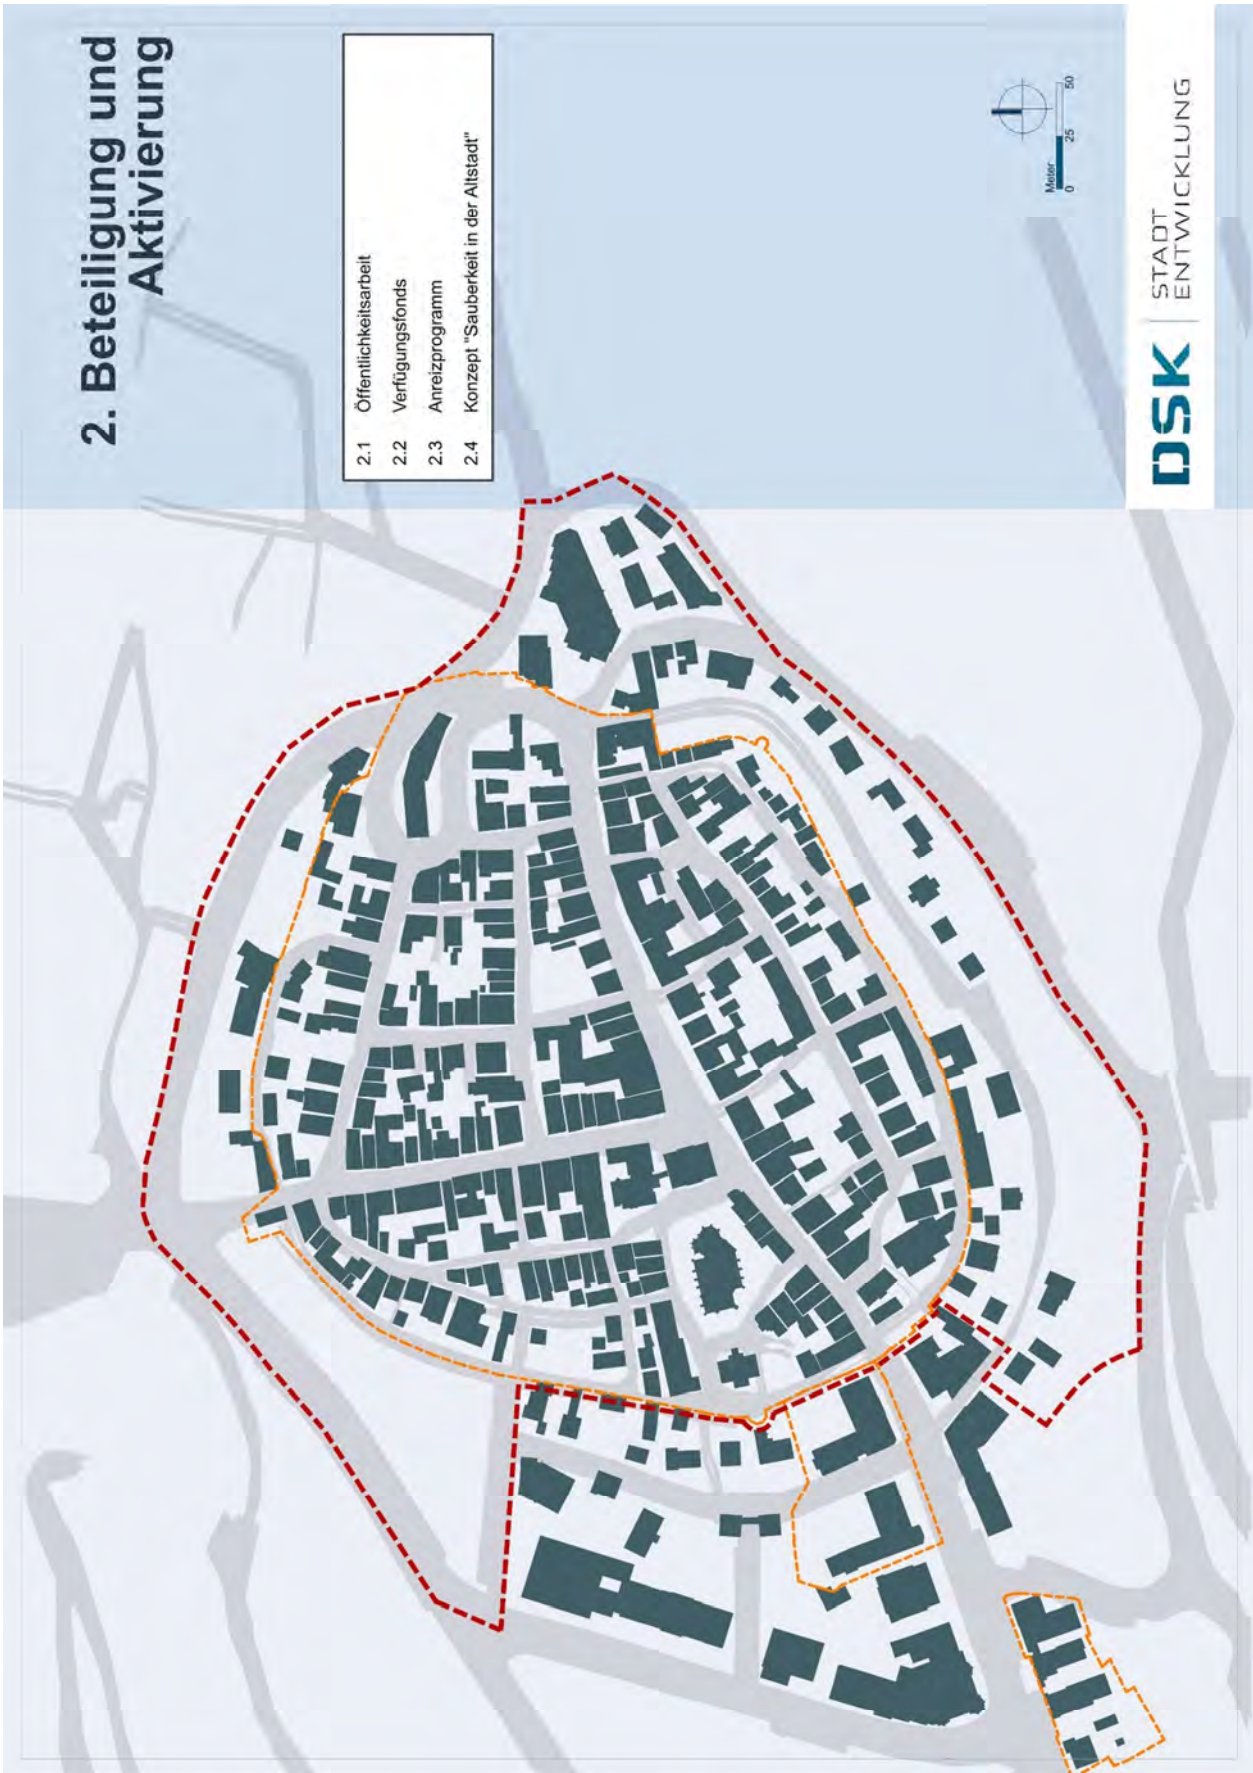 2. Beteiligung und
Aktivierung
2.1 Öffentlichkeitsarbeit
2.2 Verfügungsfonds
2.3 Anreizprogramm
2.4 Konzept "Sauberkeit in der Altstadt"
Meter
0 25 50
DSK STADT
ENTWICKLUNG